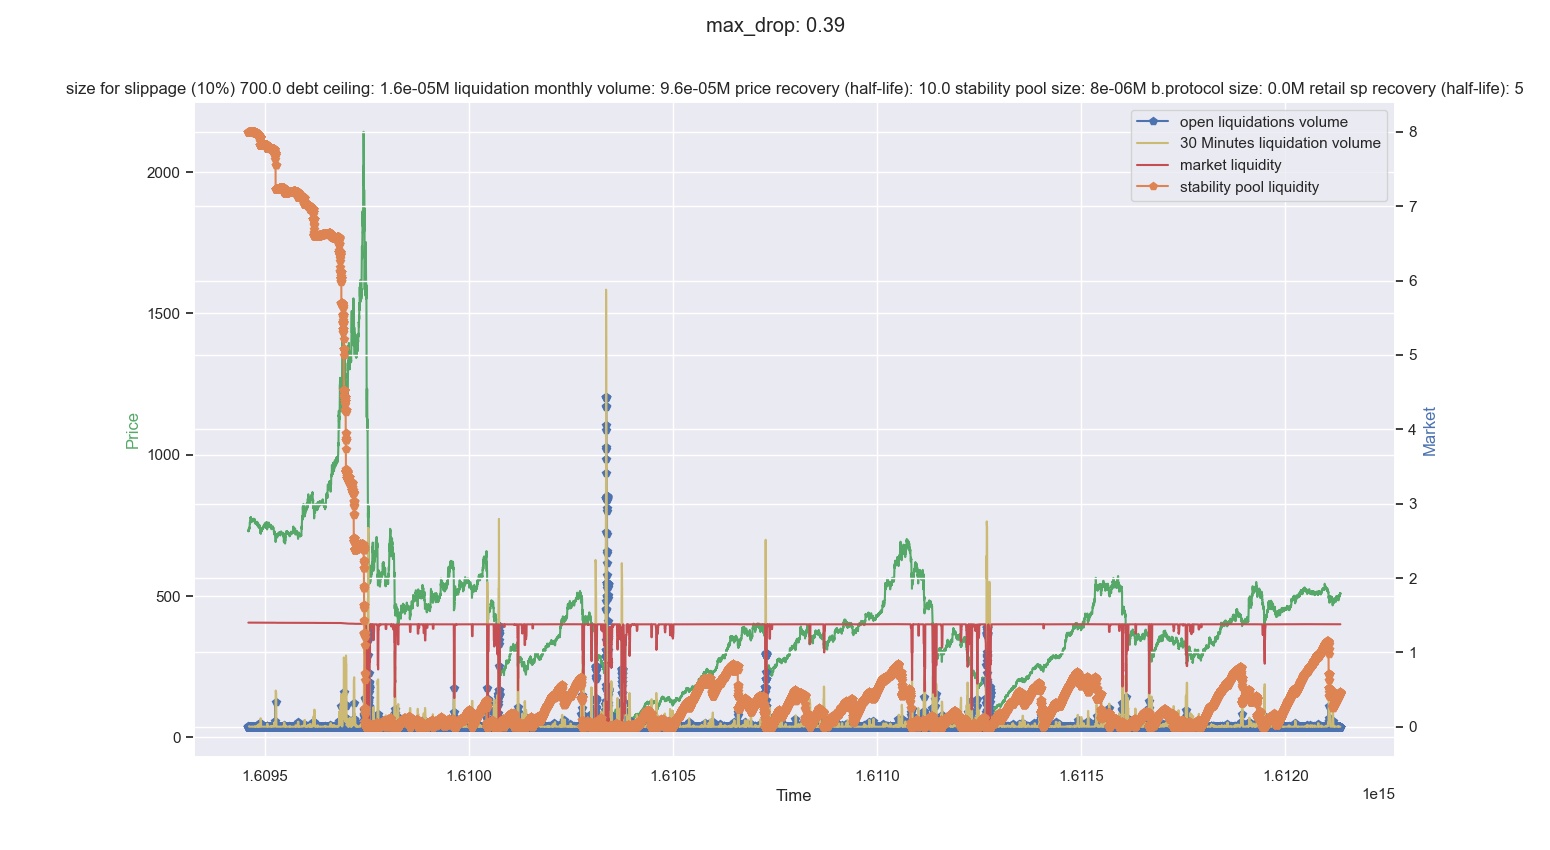 max_drop: 0.39
size for slippage (10%) 700.0 debt ceiling: 1.6e-05M liquidation monthly volume: 9.6e-05M price recovery (half-life): 10.0 stability pool size: 8e-06M b.protocol size: 0.0M retail sp recovery (half-life): 5
open liquidations volume
30 Minutes liquidation volume
market liquidity
stability pool liquidity
2000
1500
1000
500
0
Price
8
7
6
5
4
3
2
1
0
Market
1.6095 1.6100 1.6105 1.6110 1.6115 1.6120
1e15
Time